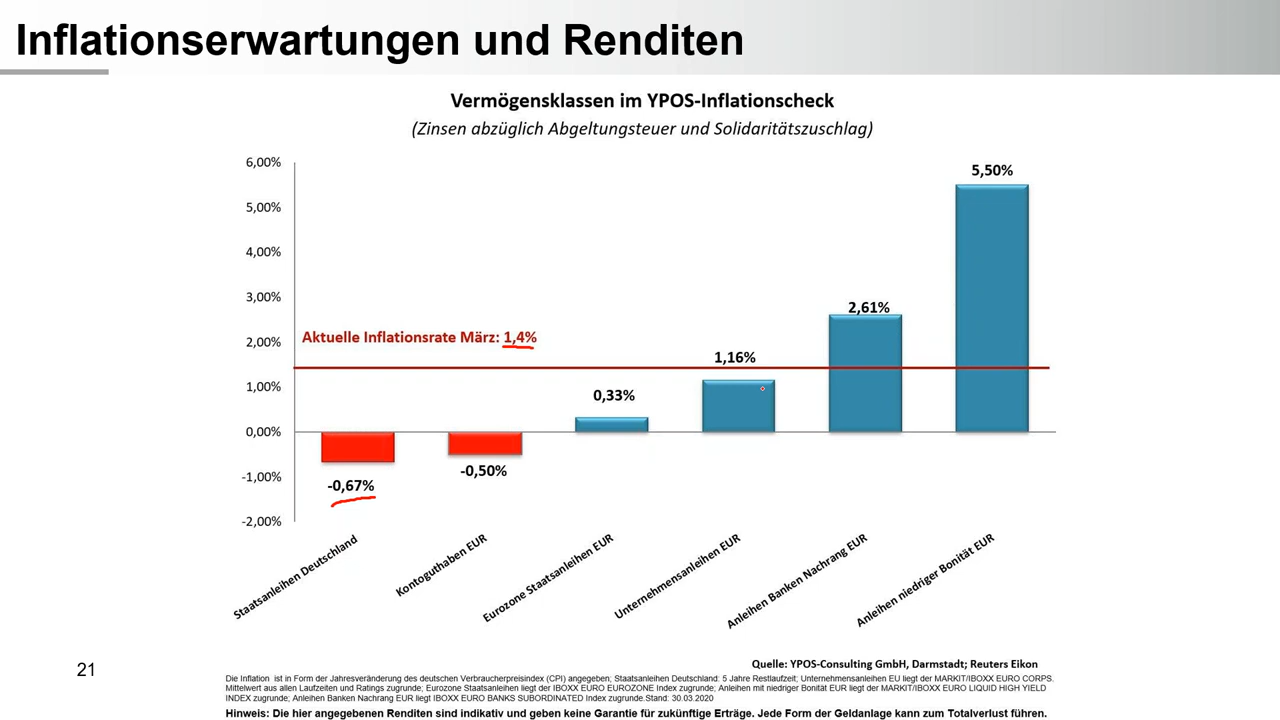 Inflationserwartungen und Renditen
Vermögensklassen im YPOS-Inflationscheck
(Zinsen abzüglich Abgeltungsteuer und Solidaritätszuschlag)
6,00%
5,00%
4,00%
3,00%
2,00%
1,00%
0,00%
-1,00%
-2,00%
Aktuelle Inflationsrate März: 1,4%
-0,67%
-0,50%
0,33%
1,16%
2,61%
5,50%
Staatsanleihen Deutschland
Kontoguthaben EUR
Eurozone Staatsanleihen EUR
Unternehmensanleihen EUR
Anleihen Banken Nachrang EUR
Anleihen niedriger Bonität EUR
21
Quelle: YPOS-Consulting GmbH, Darmstadt; Reuters Eikon
Die Inflation ist in Form der Jahresveränderung des deutschen Verbraucherpreisindex (CPI) angegeben; Staatsanleihen Deutschland: 5 Jahre Restlaufzeit; Unternehmensanleihen EU liegt der MARKIT/IBOXX EURO CORPS.
Mittelwert aus allen Laufzeiten und Ratings zugrunde; Eurozone Staatsanleihen liegt der IBOXX EURO EUROZONE Index zugrunde; Anleihen mit niedriger Bonität EUR liegt der MARKIT/IBOXX EURO LIQUID HIGH YIELD
INDEX zugrunde; Anleihen Banken Nachrang EUR liegt IBOXX EURO BANKS SUBORDINATED Index zugrunde.Stand: 30.03.2020
Hinweis: Die hier angegebenen Renditen sind indikativ und geben keine Garantie für zukünftige Erträge. Jede Form der Geldanlage kann zum Totalverlust führen.